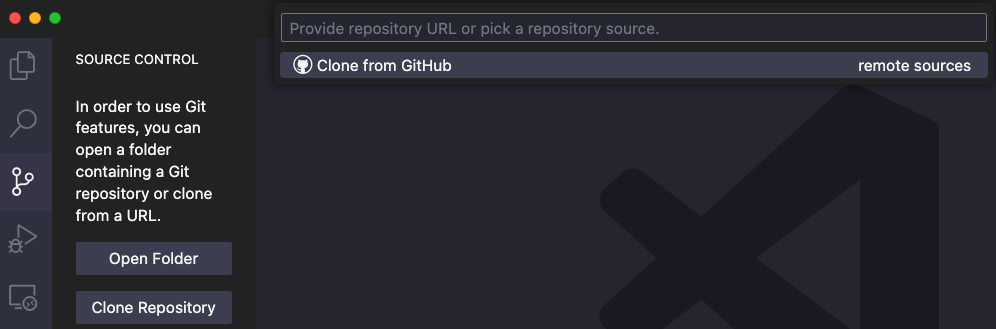 Provide repository URL or pick a repository source.
Clone from GitHub remote sources
SOURCE CONTROL
In order to use Git
features, you can
open a folder
containing a Git
repository or clone
from a URL.
Open Folder
Clone Repository